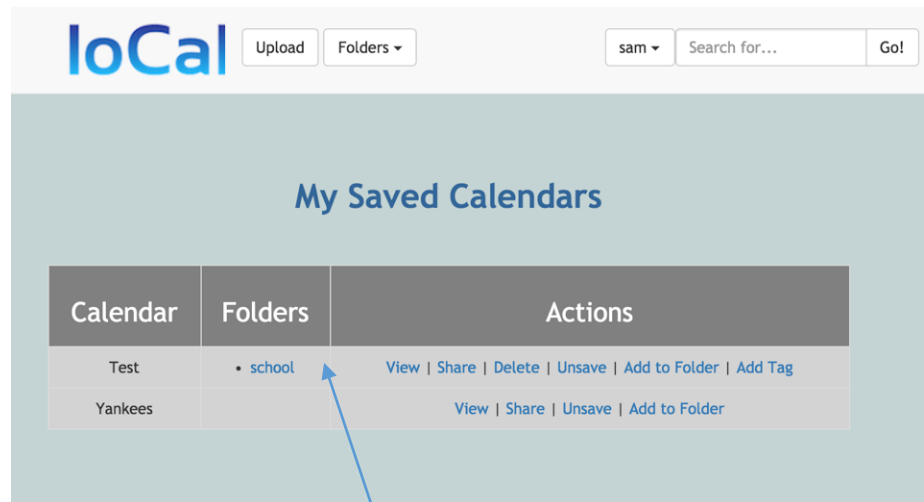 loCal Upload Folders sam Search for... Go!
My Saved Calendars
Calendar Folders Actions
Test • school View | Share | Delete | Unsave | Add to Folder | Add Tag
Yankees View | Share | Unsave | Add to Folder